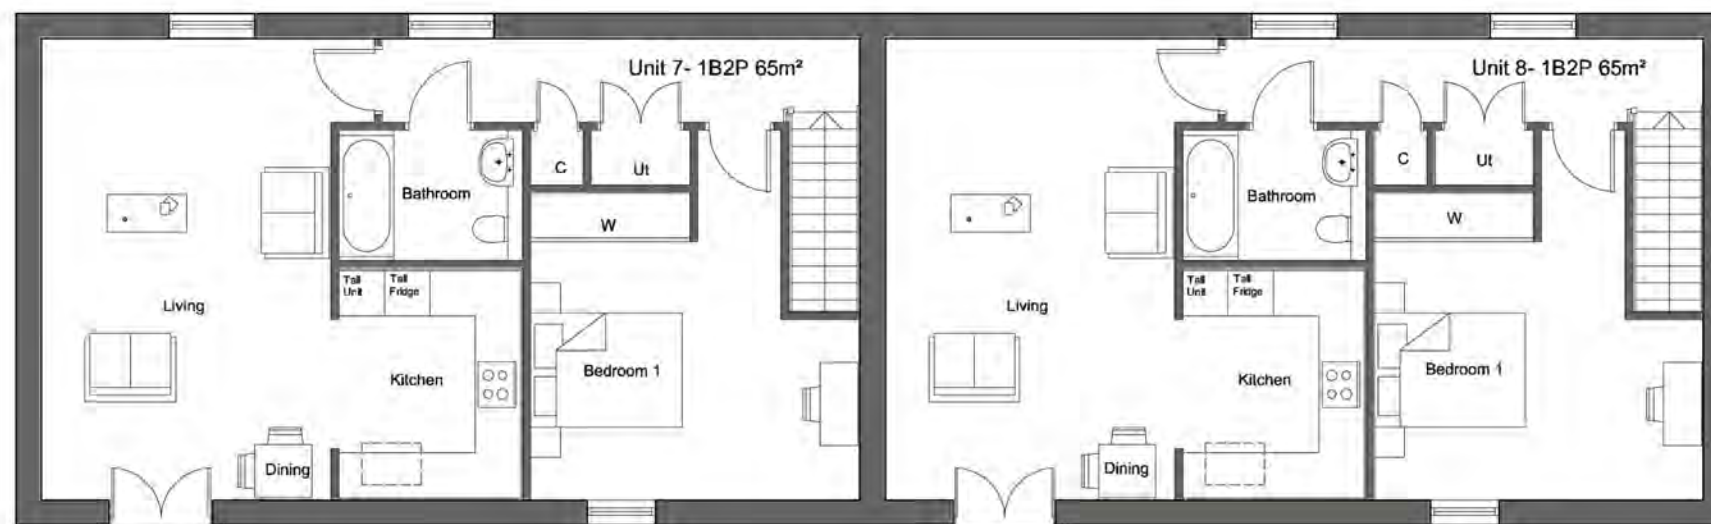 Unit 7- 1B2P 65m²
C
Ut
Bathroom
W
Tall
Unit
Tall
Fridge
Living
Kitchen
Bedroom 1
Dining
Unit 8- 1B2P 65m²
C
Ut
Bathroom
W
Tall
Unit
Tall
Fridge
Living
Kitchen
Bedroom 1
Dining